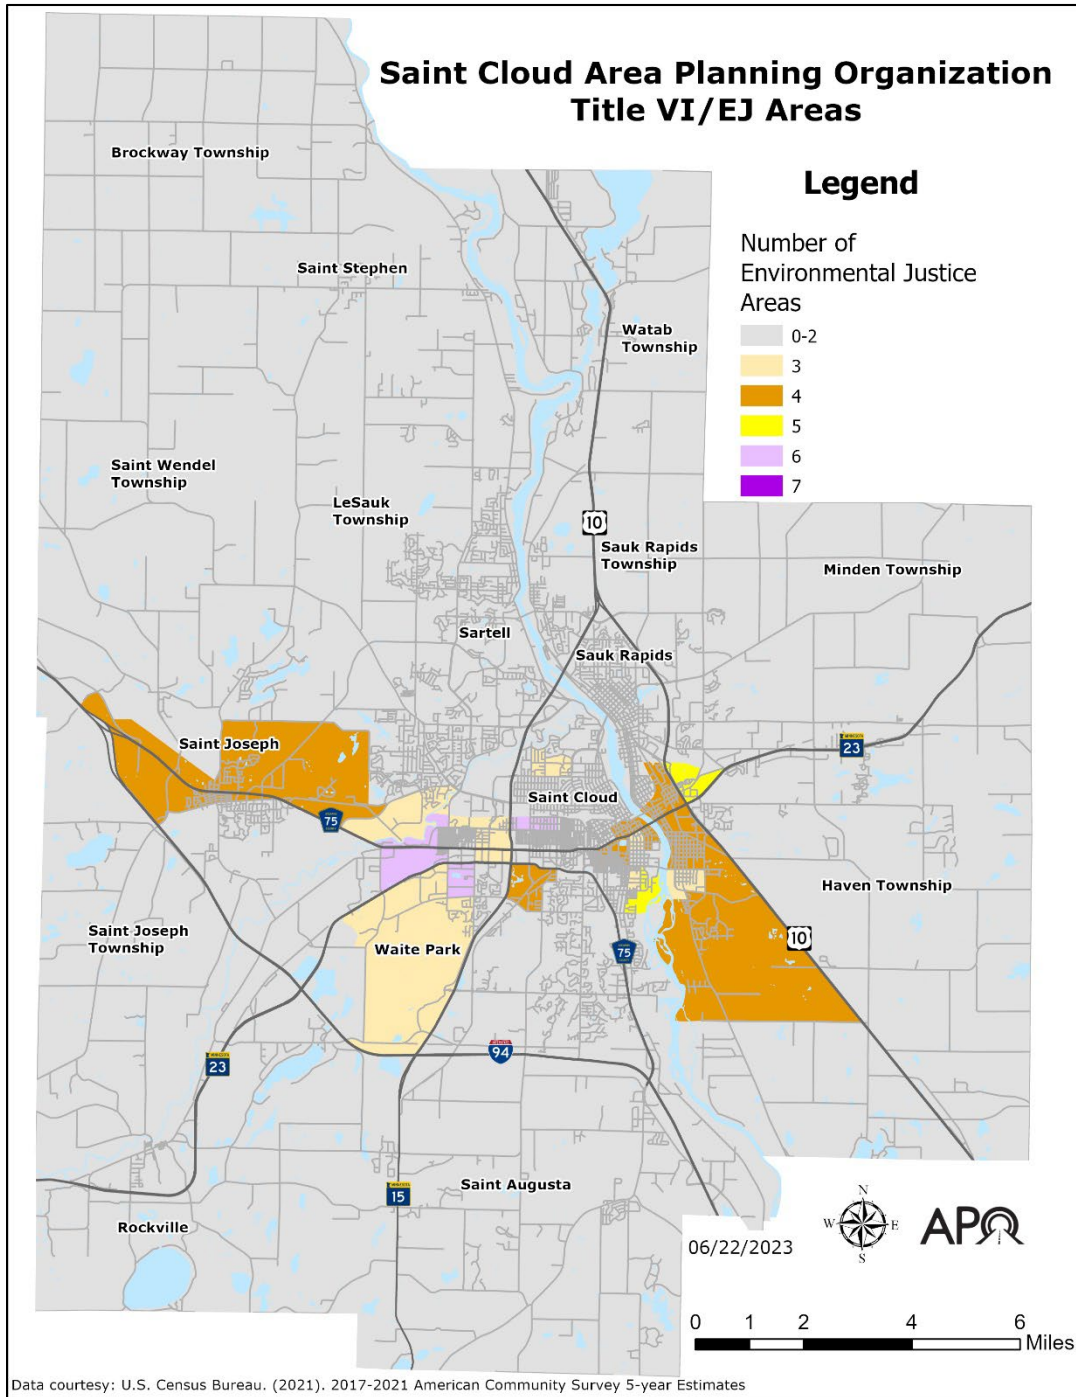 Saint Cloud Area Planning Organization
Title VI/EJ Areas
Legend
Number of
Environmental Justice
Areas
0-2
3
4
5
6
7
Brockway Township
Saint Stephen
Watab
Township
Saint Wendel
Township
LeSauk
Township
10
Sauk Rapids
Township
Minden Township
Sartell
Sauk Rapids
Saint Joseph
23
Saint Cloud
75
Haven Township
Saint Joseph
Township
Waite Park
75
10
94
23
Saint Augusta
15
Rockville
N
W
E
S
APO
06/22/2023
0 1 2 4 6
Miles
Data courtesy: U.S. Census Bureau. (2021). 2017-2021 American Community Survey 5-year Estimates